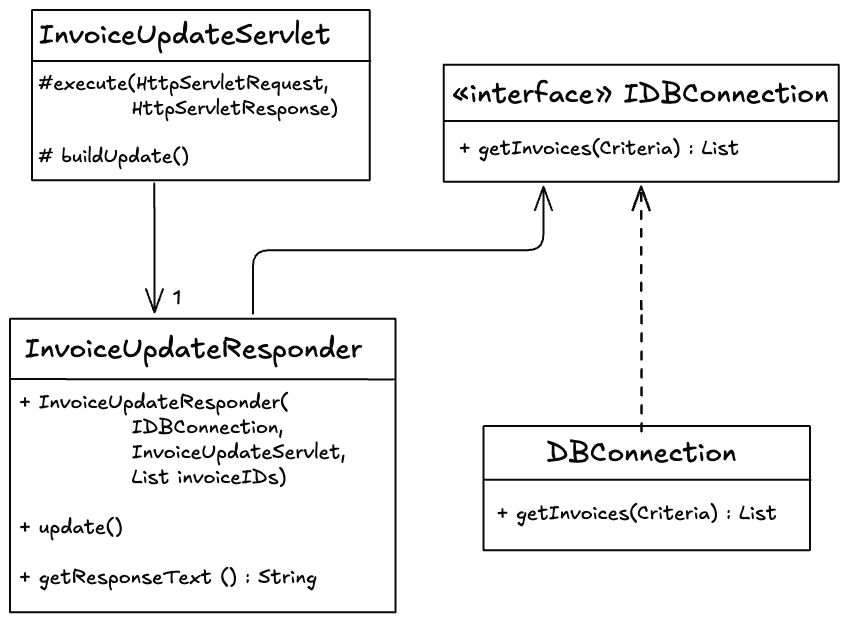 InvoiceUpdateServlet
#execute(HttpServletRequest,
HttpServletResponse)
# buildUpdate()
«interface» IDBConnection
+ getInvoices(Criteria) : List
1
InvoiceUpdateResponder
+ InvoiceUpdateResponder(
IDBConnection,
InvoiceUpdateServlet,
List invoiceIDs)
+ update()
+ getResponseText () : String
DBConnection
+ getInvoices(Criteria) : List